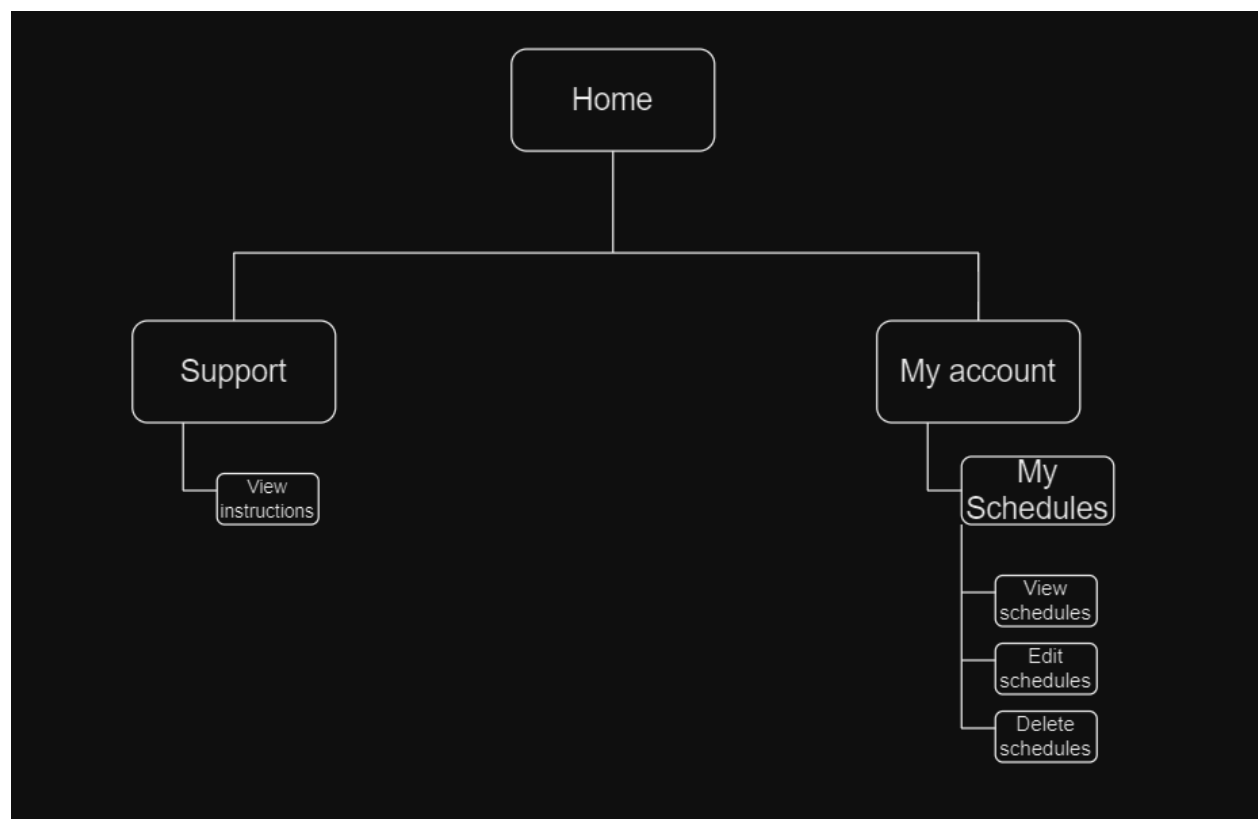 Home
Support
My account
View
instructions
My
Schedules
View
schedules
Edit
schedules
Delete
schedules